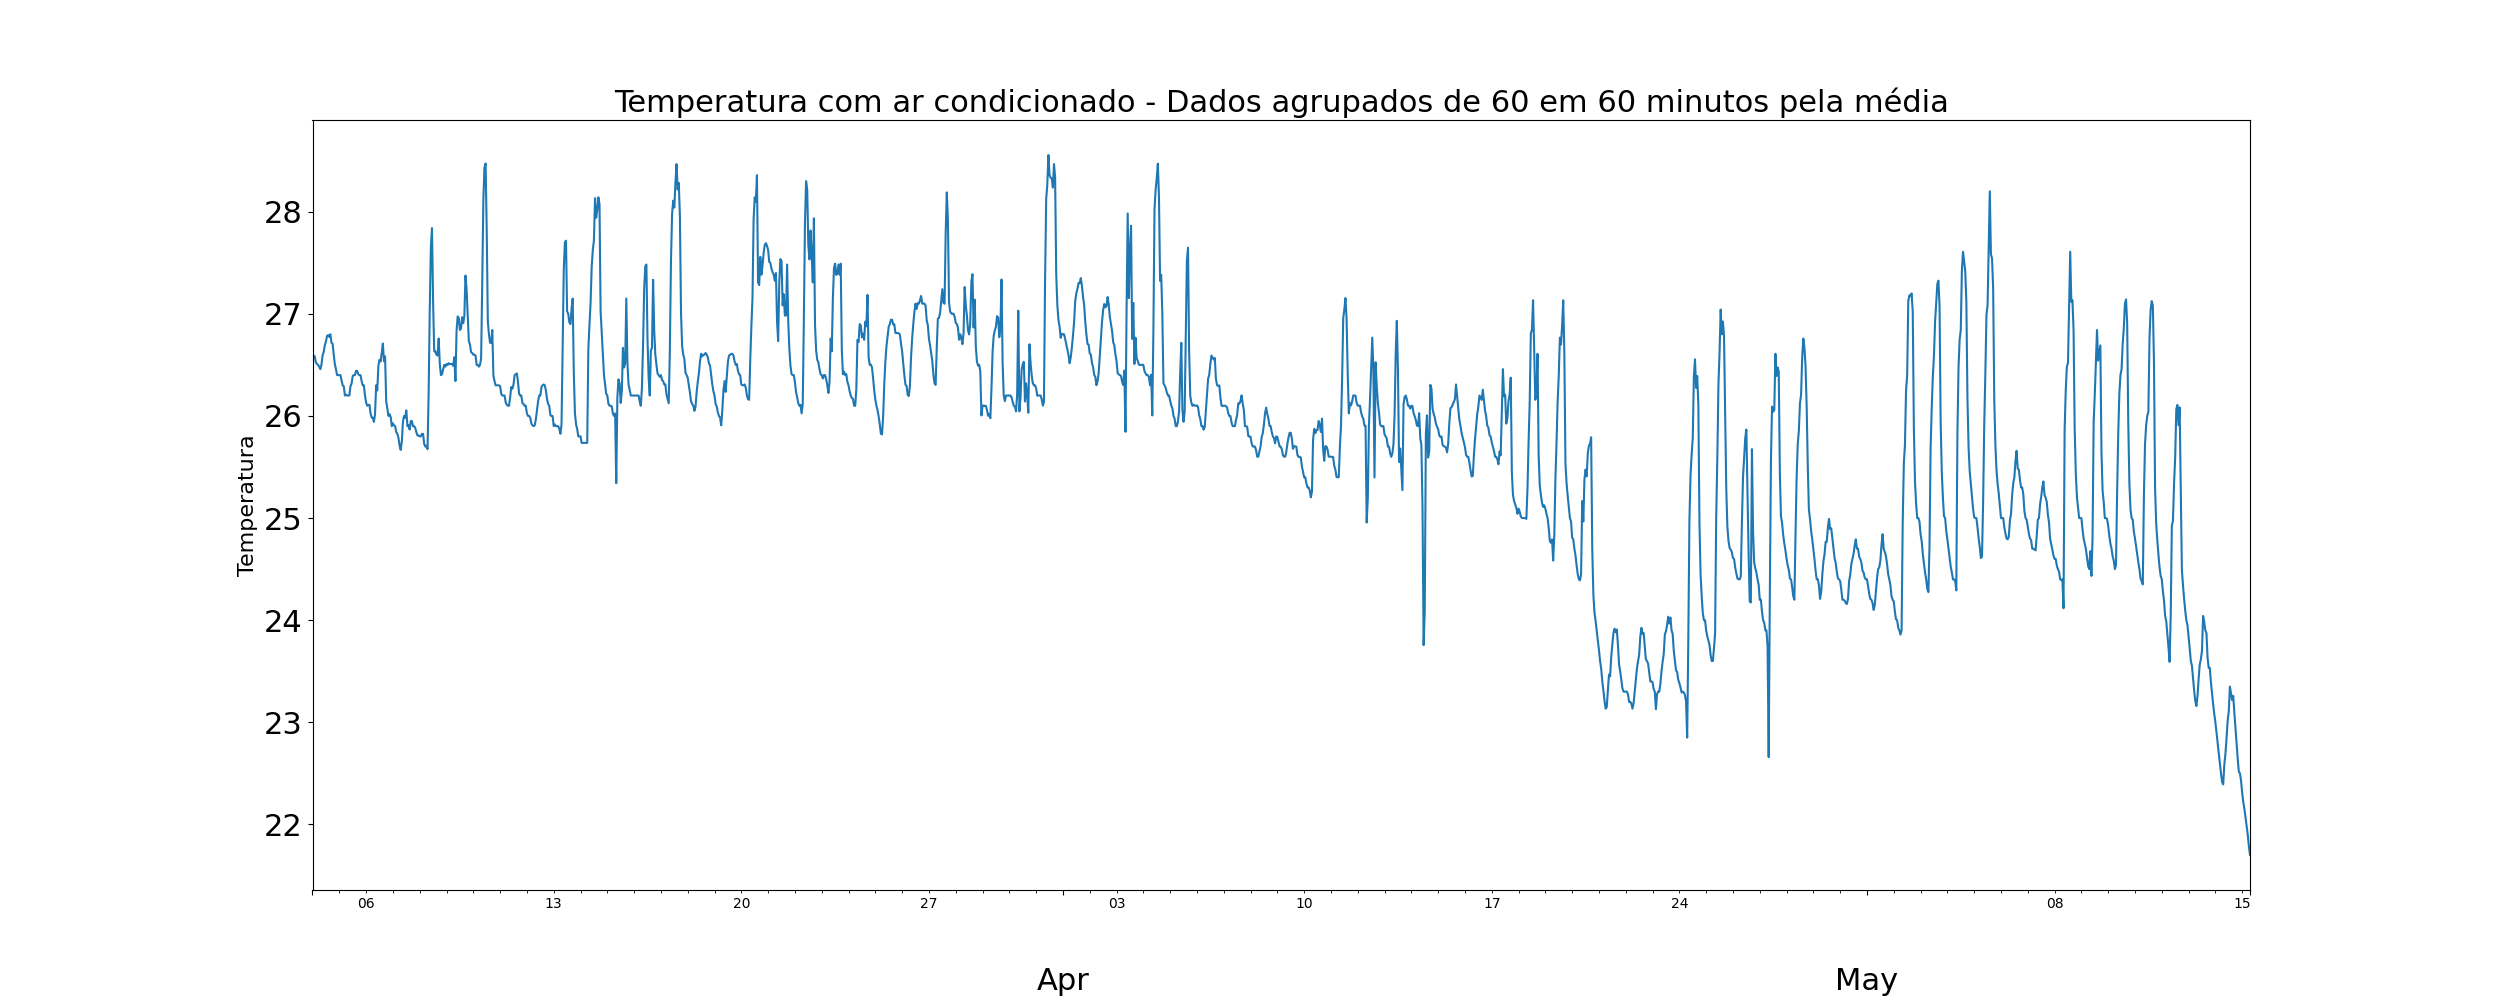 Temperatura com ar condicionado - Dados agrupados de 60 em 60 minutos pela média
Temperatura
28
27
26
25
24
23
22
06 13 20 27 03 10 17 24 08 15
Apr May